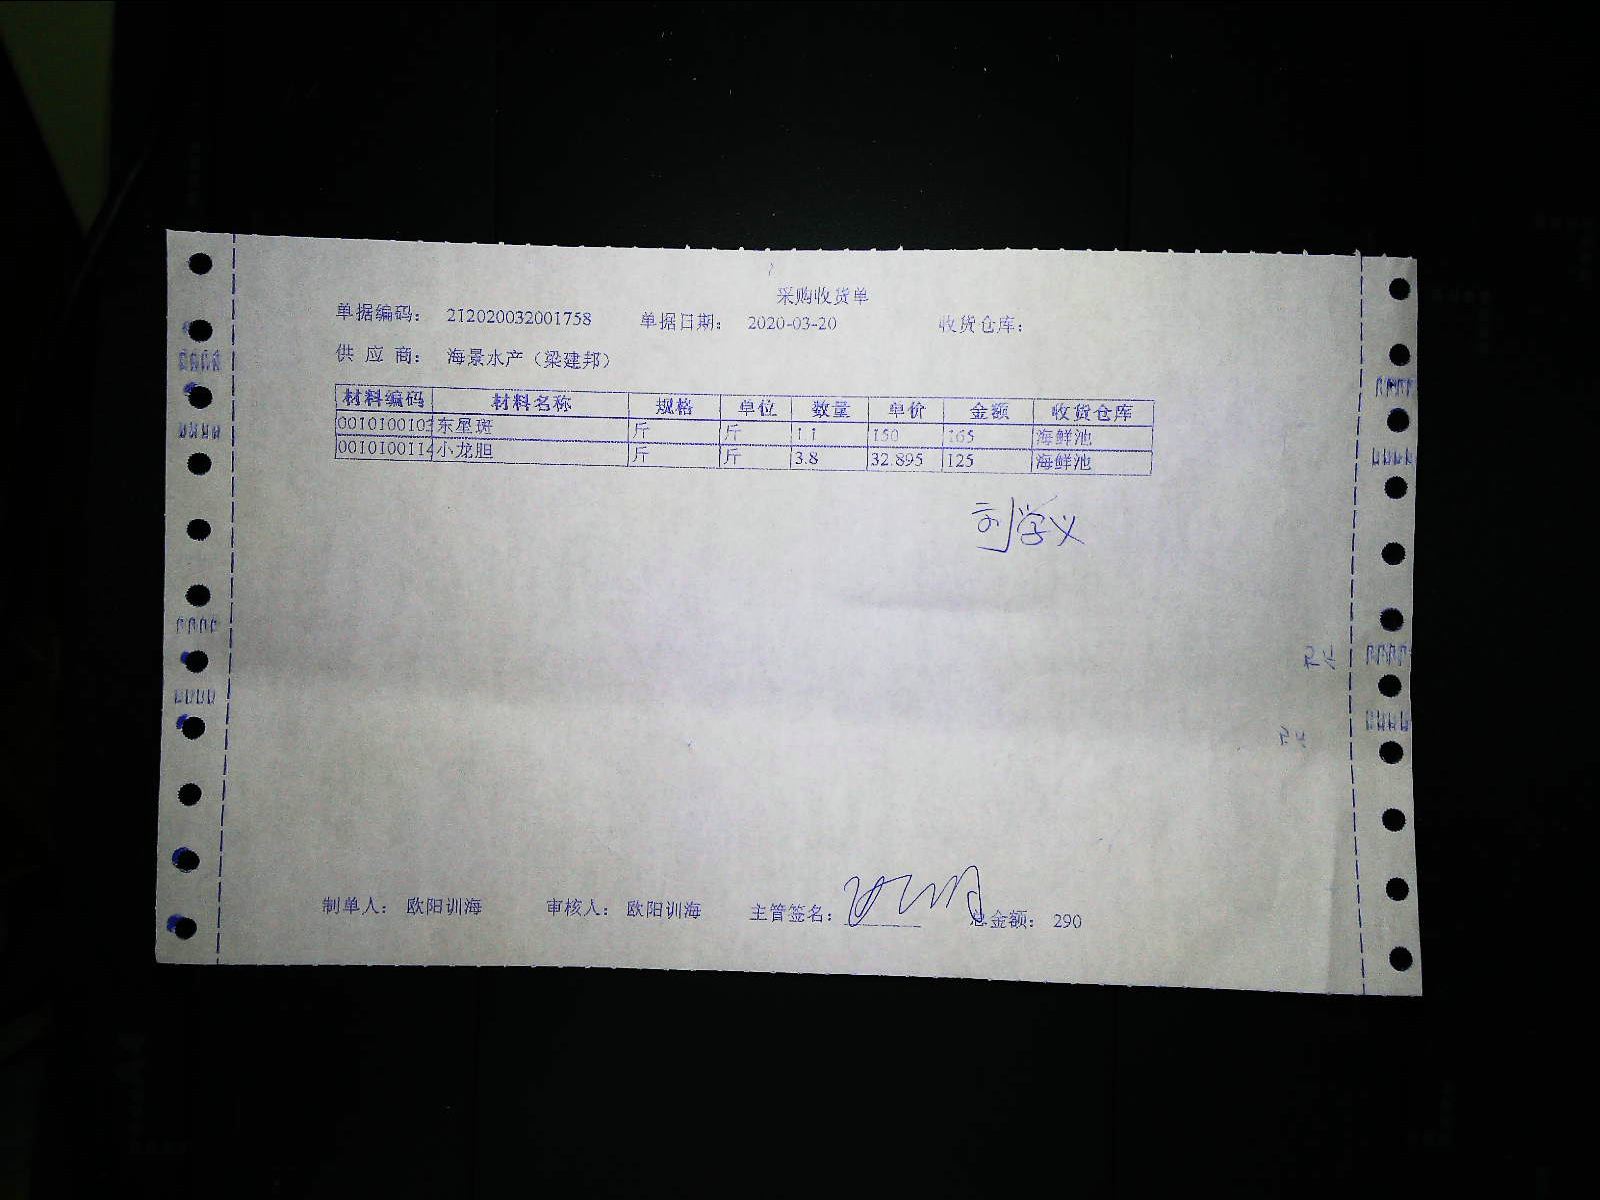 采购收货单
单据编码： 212020032001758 单据日期： 2020-03-20 收货仓库：
供 应 商： 海景水产（梁建邦）
材料编码 材料名称 规格 单位 数量 单价 金额 收货仓库
0010100103 东星斑 斤 斤 1.1 150 165 海鲜池
0010100114 小龙胆 斤 斤 3.8 32.895 125 海鲜池
刘学义
制单人： 欧阳训海 审核人： 欧阳训海 主管签名： 总金额： 290